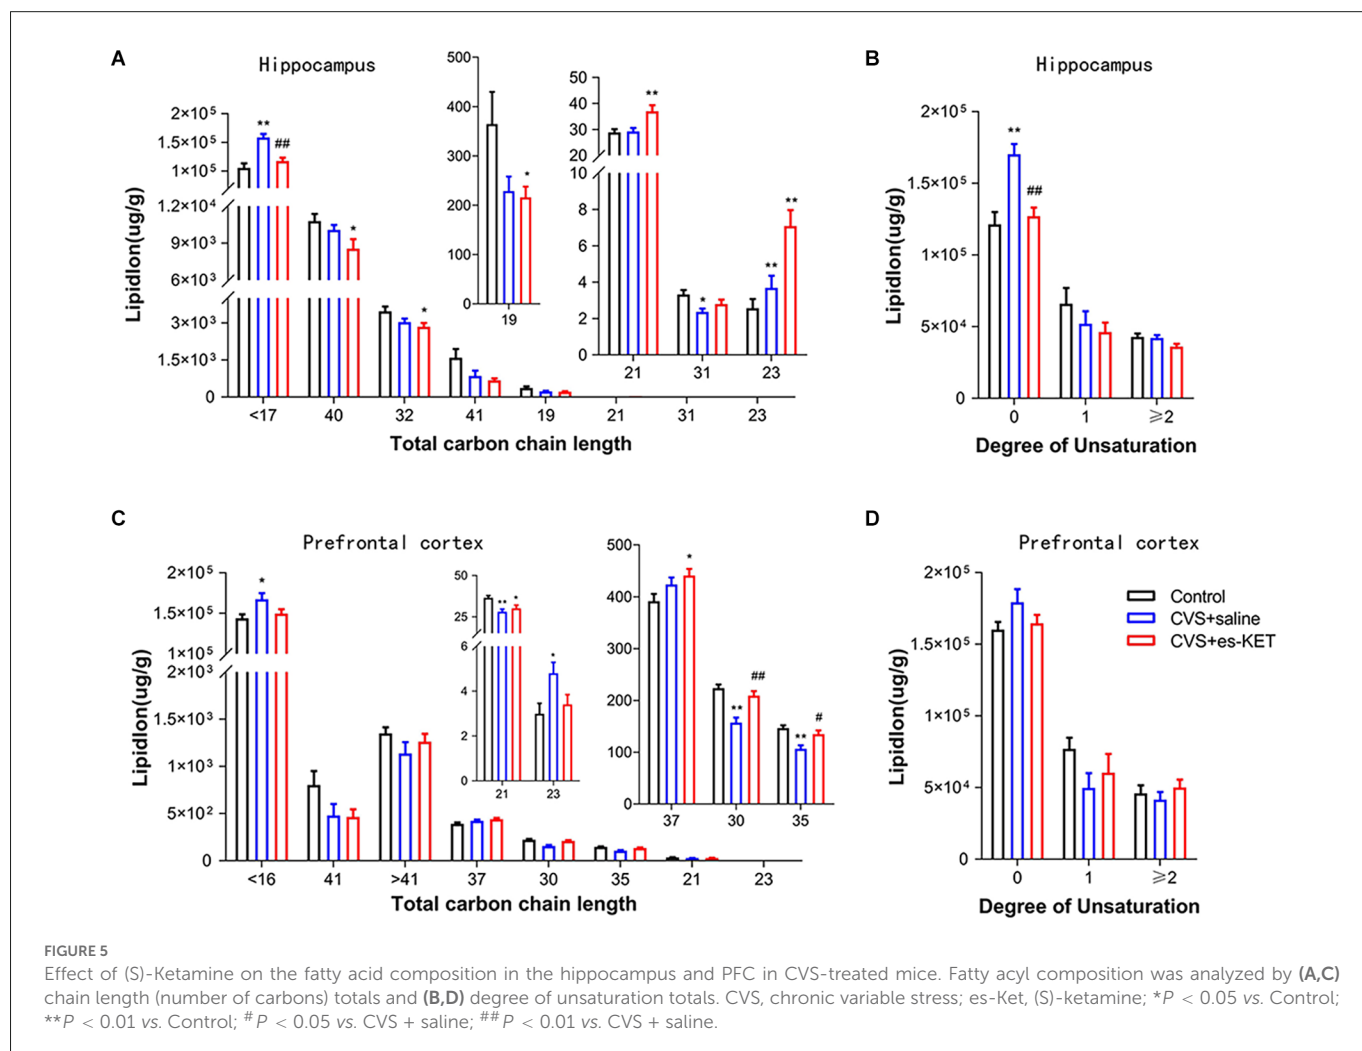 A
Hippocampus
LipidIon(ug/g)
2×10⁵
1.5×10⁵
1×10⁵
1.2×10⁴
9×10³
6×10³
3×10³
1.5×10³
0
** ##
*
*
<17 40 32 41 19 21 31 23
Total carbon chain length
500
400
300
200
100
0
*
19
50
40
30
20
10
8
6
4
2
0
**
*
** **
21 31 23
B
Hippocampus
LipidIon(ug/g)
2×10⁵
1.5×10⁵
1×10⁵
5×10⁴
0
** ##
0 1 ⩾2
Degree of Unsaturation
C
Prefrontal cortex
LipidIon(ug/g)
2×10⁵
1.5×10⁵
1×10⁵
2×10³
1.5×10³
1×10³
5×10²
0
*
<16 41 >41 37 30 35 21 23
Total carbon chain length
50
25
6
4
2
0
** *
*
21 23
500
400
300
200
100
0
*
** ##
** #
37 30 35
D
Prefrontal cortex
LipidIon(ug/g)
2×10⁵
1.5×10⁵
1×10⁵
5×10⁴
0
Control
CVS+saline
CVS+es-KET
0 1 ⩾2
Degree of Unsaturation
FIGURE 5
Effect of (S)-Ketamine on the fatty acid composition in the hippocampus and PFC in CVS-treated mice. Fatty acyl composition was analyzed by (A,C)
chain length (number of carbons) totals and (B,D) degree of unsaturation totals. CVS, chronic variable stress; es-Ket, (S)-ketamine; *P < 0.05 vs. Control;
**P < 0.01 vs. Control; #P < 0.05 vs. CVS + saline; ##P < 0.01 vs. CVS + saline.